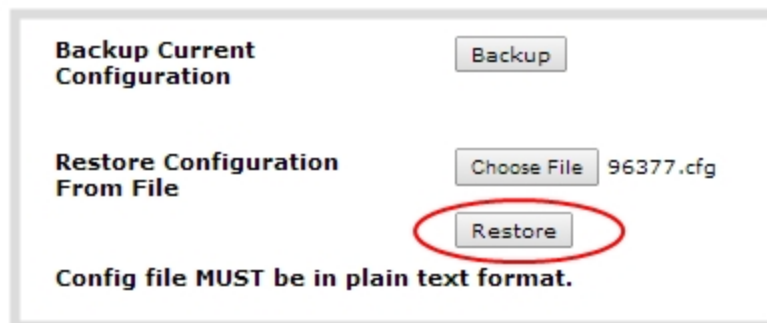 Backup Current
Configuration
Backup
Restore Configuration
From File
Choose File 96377.cfg
Restore
Config file MUST be in plain text format.